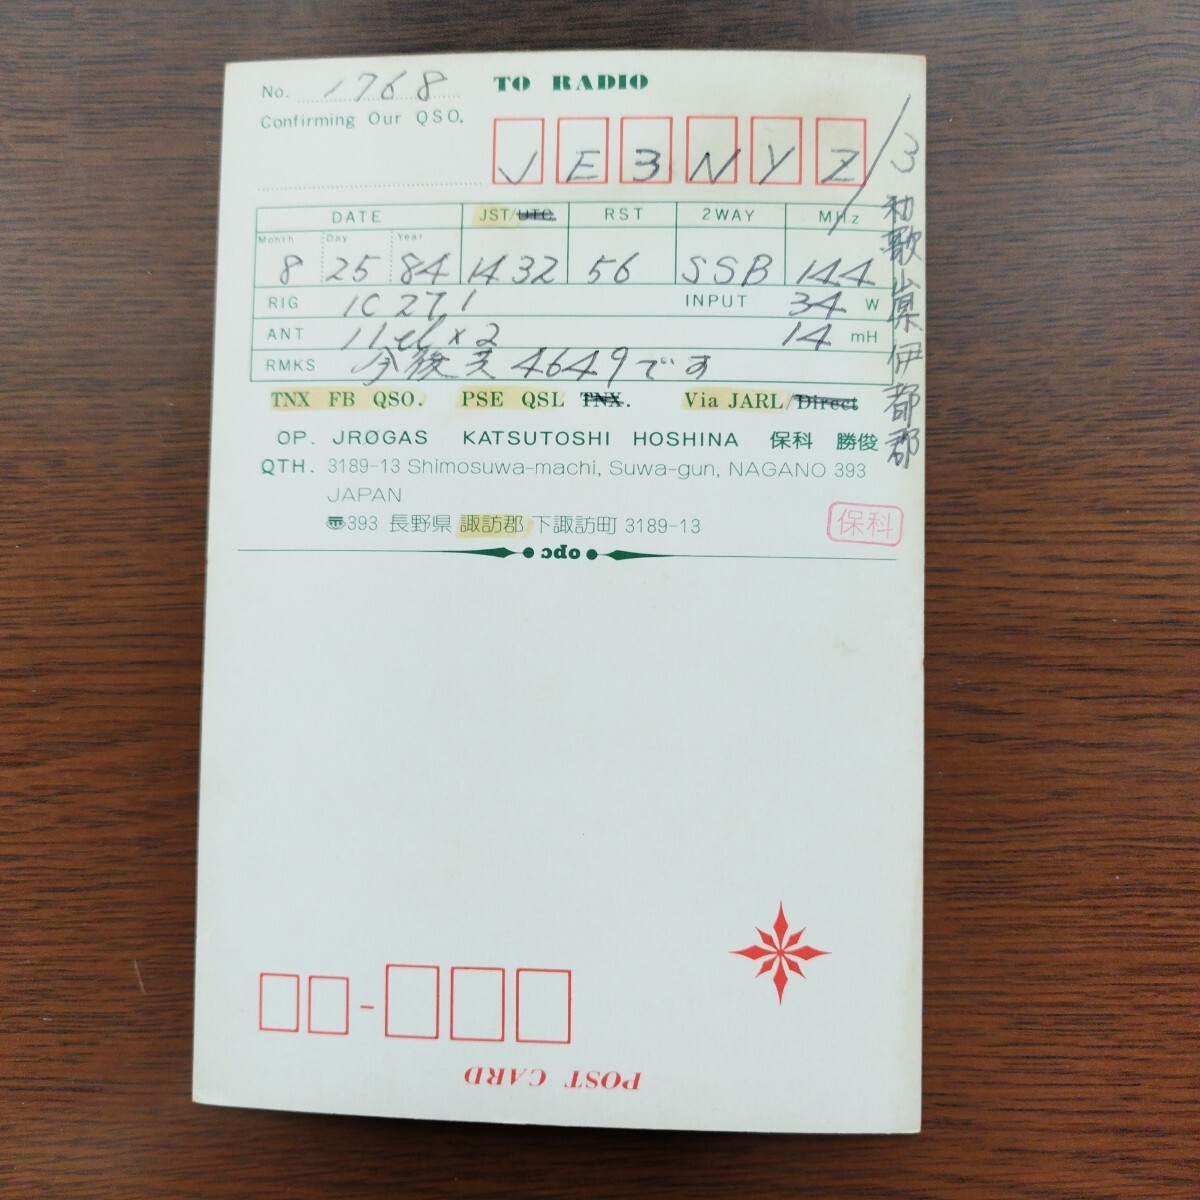 No. 1768 TO RADIO
Confirming Our QSO.
JE3NYZ/3
和歌山県伊都郡
DATE JST/UTC RST 2WAY MHz
Month Day Year
8 25 84 1432 56 SSB 144
RIG IC 271 INPUT 34 W
ANT 11el x 2 14 mH
RMKS 今後共4649です
TNX FB QSO. PSE QSL TNX. Via JARL/Direct
OP. JRØGAS KATSUTOSHI HOSHINA 保科 勝俊
QTH. 3189-13 Shimosuwa-machi, Suwa-gun, NAGANO 393
JAPAN
〠393 長野県 諏訪郡 下諏訪町 3189-13
保科
opc
POST CARD